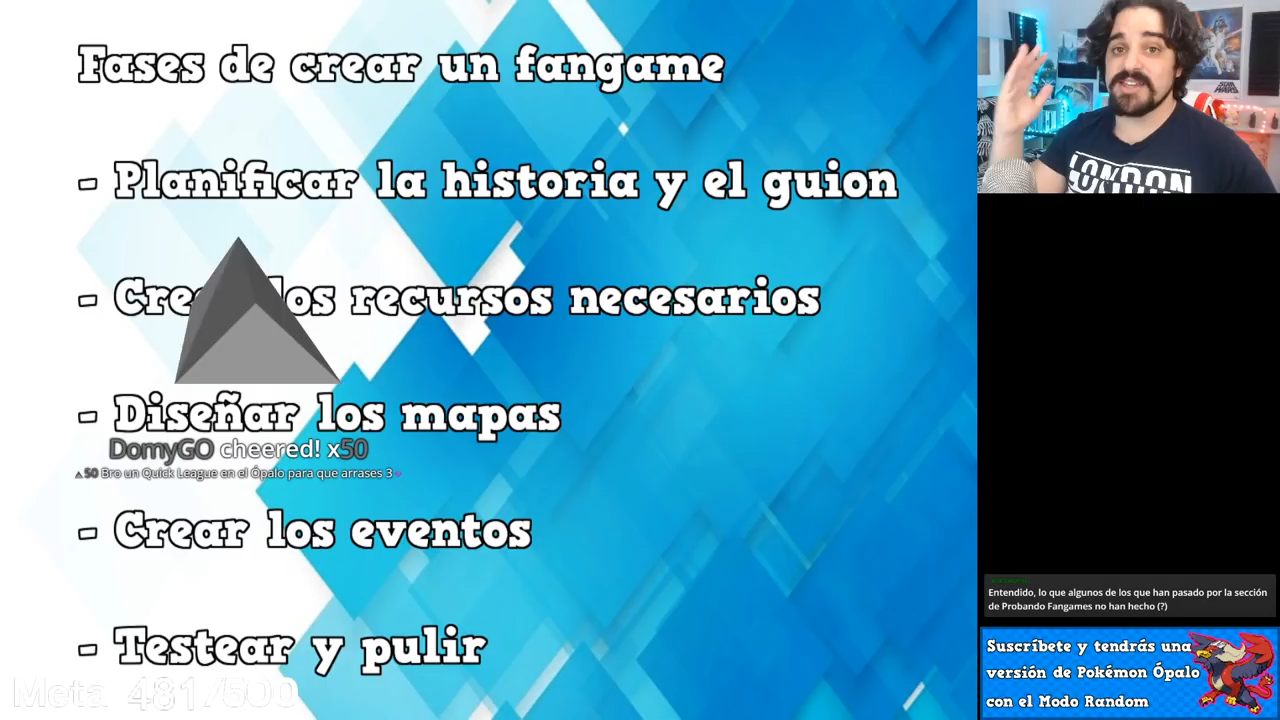 Fases de crear un fangame
- Planificar la historia y el guion
- Cre los recursos necesarios
- Diseñar los mapas
DomyGO cheered! x50
50 Bro un Quick League en el Ópalo para que arrases 3
- Crear los eventos
- Testear y pulir
Meta 481/500
STAR WARS
LONDON
Entendido, lo que algunos de los que han pasado por la sección
de Probando Fangames no han hecho (?)
Suscríbete y tendrás una
versión de Pokémon Ópalo
con el Modo Random